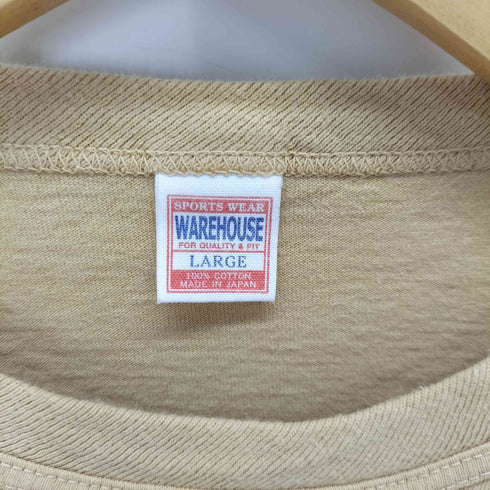 SPORTS WEAR
WAREHOUSE
FOR QUALITY & FIT
LARGE
100% COTTON
MADE IN JAPAN